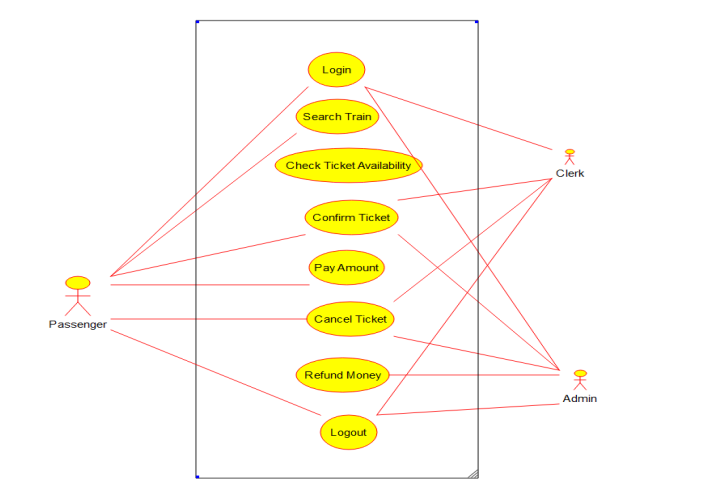 Login
Search Train
Check Ticket Availability
Clerk
Confirm Ticket
Pay Amount
Passenger
Cancel Ticket
Refund Money
Admin
Logout